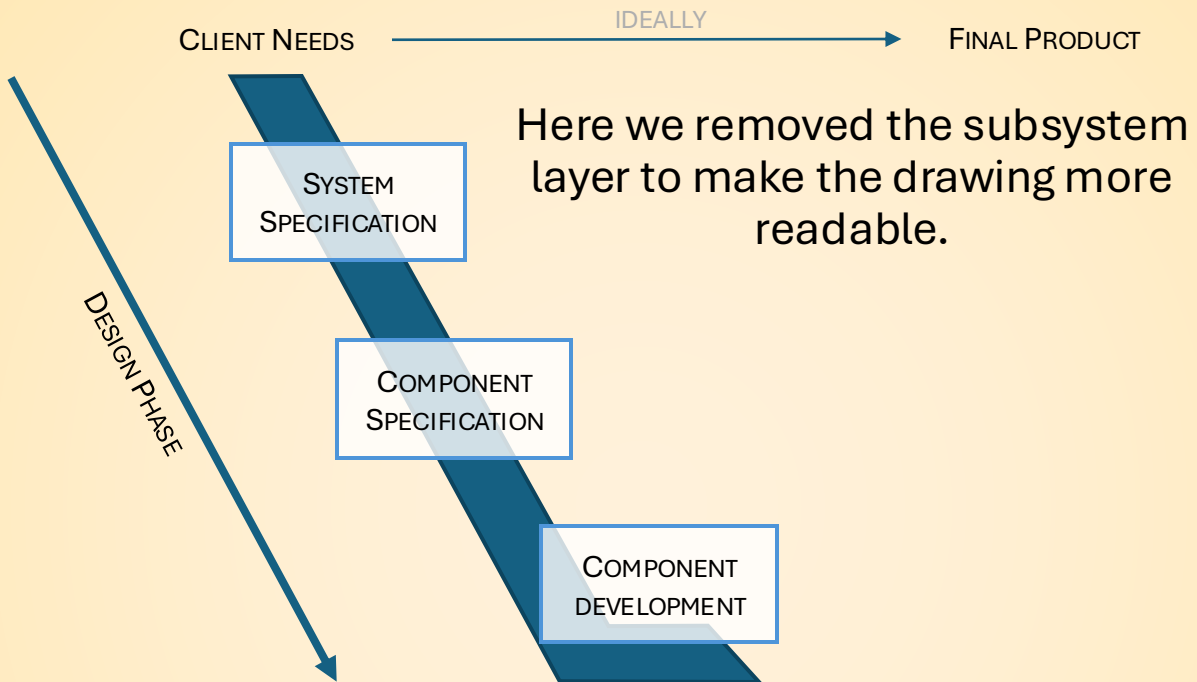 IDEALLY
CLIENT NEEDS
FINAL PRODUCT
Here we removed the subsystem
layer to make the drawing more
readable.
SYSTEM
SPECIFICATION
DESIGN PHASE
COMPONENT
SPECIFICATION
COMPONENT
DEVELOPMENT